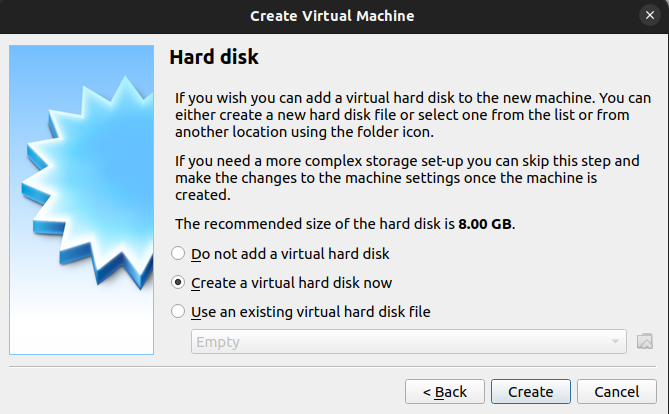 Create Virtual Machine
Hard disk
If you wish you can add a virtual hard disk to the new machine. You can
either create a new hard disk file or select one from the list or from
another location using the folder icon.
If you need a more complex storage set-up you can skip this step and
make the changes to the machine settings once the machine is
created.
The recommended size of the hard disk is 8.00 GB.
Do not add a virtual hard disk
Create a virtual hard disk now
Use an existing virtual hard disk file
Empty
< Back
Create
Cancel